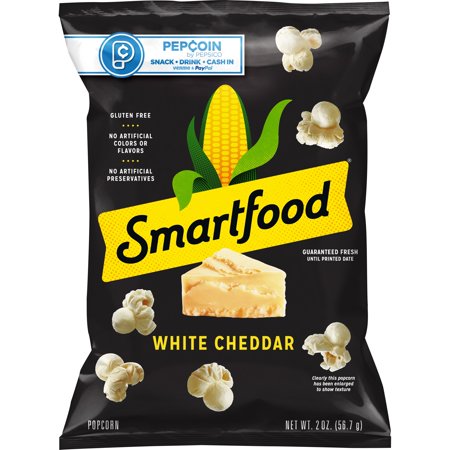 PEPCOIN
by PEPSICO
SNACK • DRINK • CASH IN
venmo • PayPal
GLUTEN FREE
NO ARTIFICIAL
COLORS OR
FLAVORS
NO ARTIFICIAL
PRESERVATIVES
Smartfood®
GUARANTEED FRESH
UNTIL PRINTED DATE
WHITE CHEDDAR
Clearly this popcorn
has been enlarged
to show texture
POPCORN
NET WT. 2 OZ. (56.7 g)